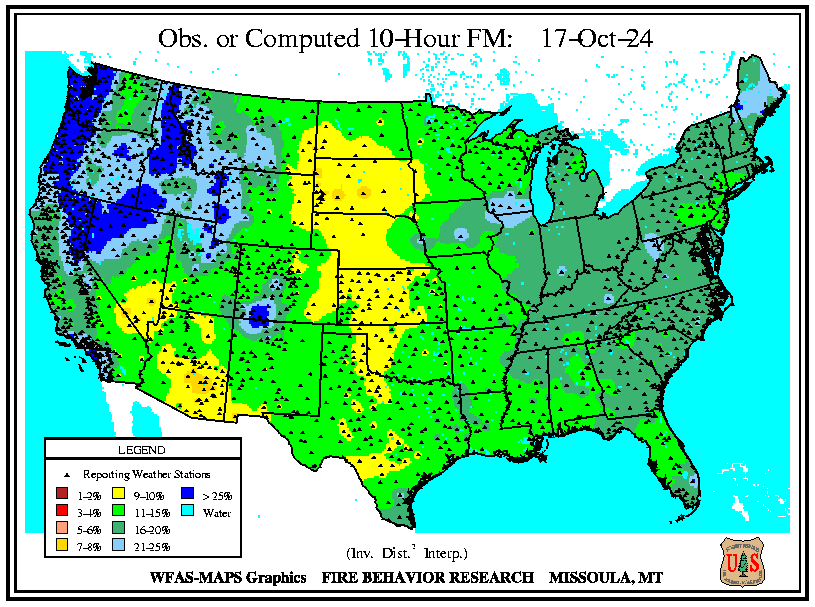 Obs. or Computed 10-Hour FM: 17-Oct-24
LEGEND
Reporting Weather Stations
1-2% 9-10% > 25%
3-4% 11-15% Water
5-6% 16-20%
7-8% 21-25%
(Inv. Dist.² Interp.)
WFAS-MAPS Graphics FIRE BEHAVIOR RESEARCH MISSOULA, MT
U S